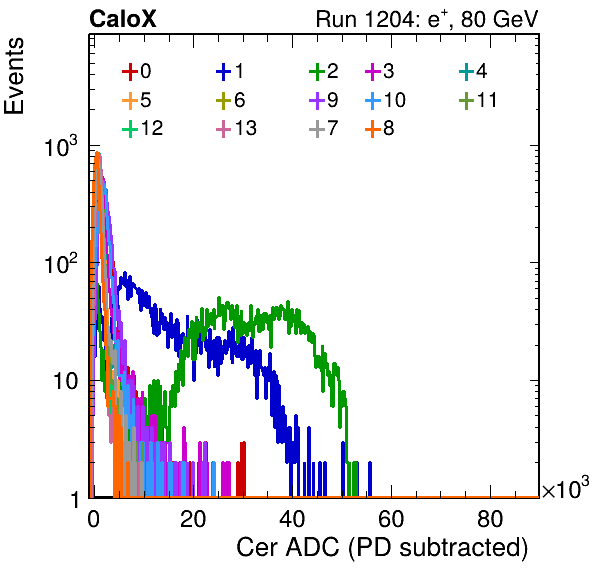 CaloX Run 1204: e⁺, 80 GeV
Events
0 1 2 3 4
5 6 9 10 11
12 13 7 8
10³
10²
10
1
0 20 40 60 80
×10³
Cer ADC (PD subtracted)